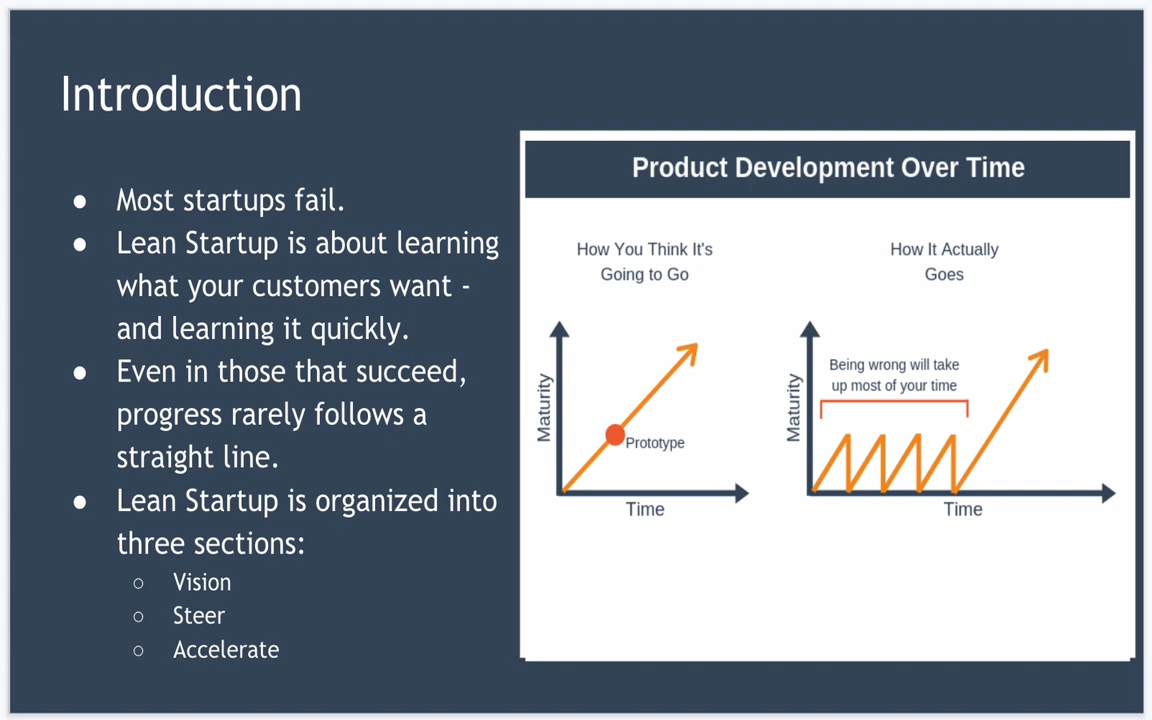 Introduction
● Most startups fail.
● Lean Startup is about learning
what your customers want -
and learning it quickly.
● Even in those that succeed,
progress rarely follows a
straight line.
● Lean Startup is organized into
three sections:
○ Vision
○ Steer
○ Accelerate
Product Development Over Time
How You Think It's
Going to Go
Maturity
Prototype
Time
How It Actually
Goes
Being wrong will take
up most of your time
Maturity
Time